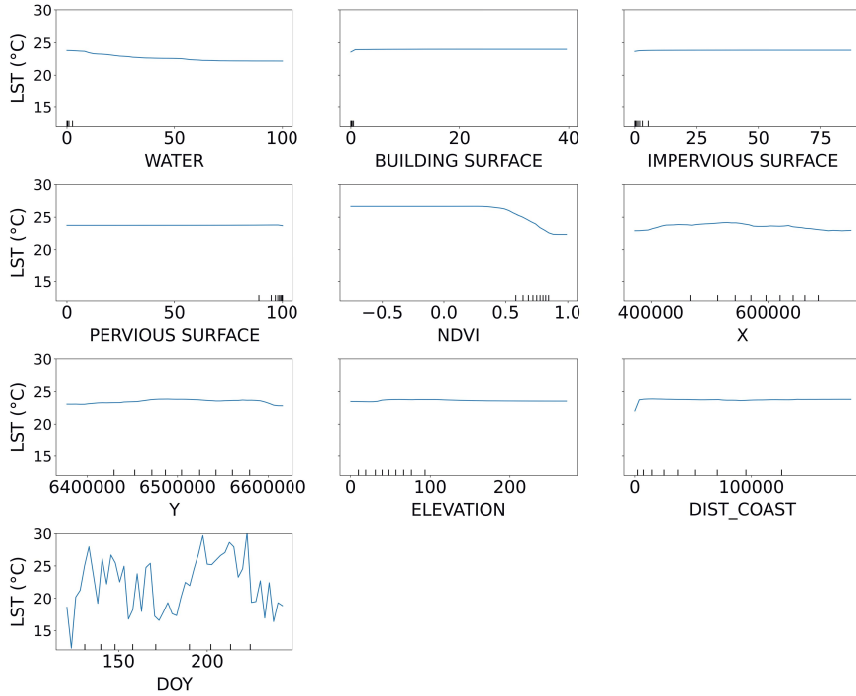 30
25
20
15
LST (°C)
0 50 100
WATER
0 20 40
BUILDING SURFACE
0 25 50 75
IMPERVIOUS SURFACE
30
25
20
15
LST (°C)
0 50 100
PERVIOUS SURFACE
−0.5 0.0 0.5 1.0
NDVI
400000 600000
X
30
25
20
15
LST (°C)
6400000 6500000 6600000
Y
0 100 200
ELEVATION
0 100000
DIST_COAST
30
25
20
15
LST (°C)
150 200
DOY